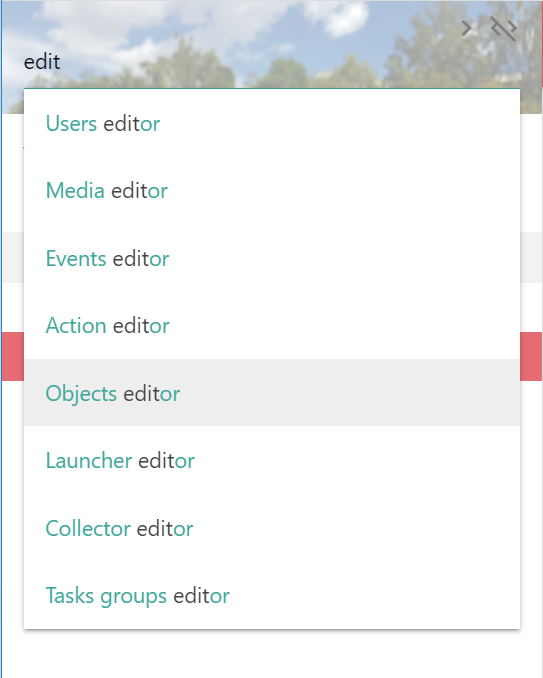 edit
Users editor
Media editor
Events editor
Action editor
Objects editor
Launcher editor
Collector editor
Tasks groups editor